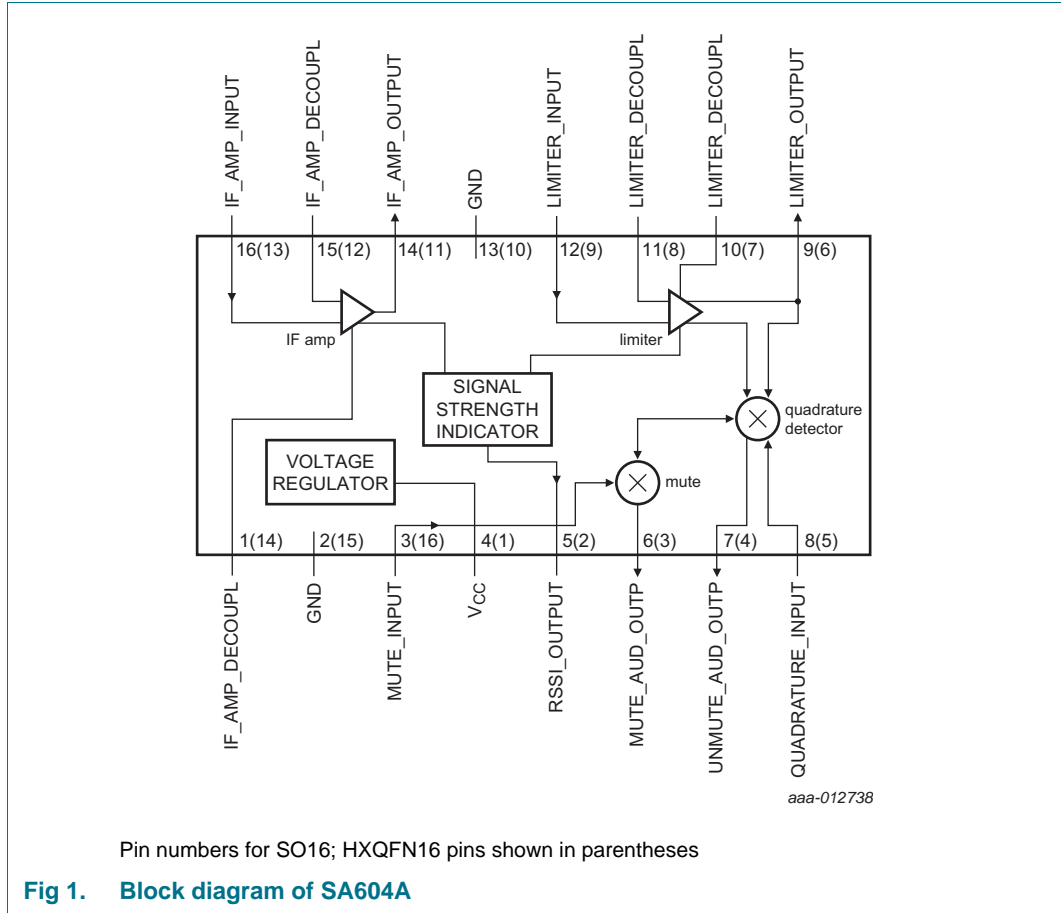 IF_AMP_INPUT
IF_AMP_DECOUPL
IF_AMP_OUTPUT
GND
LIMITER_INPUT
LIMITER_DECOUPL
LIMITER_DECOUPL
LIMITER_OUTPUT
16(13)
15(12)
14(11)
13(10)
12(9)
11(8)
10(7)
9(6)
IF amp
limiter
SIGNAL
STRENGTH
INDICATOR
quadrature
detector
VOLTAGE
REGULATOR
mute
1(14)
2(15)
3(16)
4(1)
5(2)
6(3)
7(4)
8(5)
IF_AMP_DECOUPL
GND
MUTE_INPUT
VCC
RSSI_OUTPUT
MUTE_AUD_OUTP
UNMUTE_AUD_OUTP
QUADRATURE_INPUT
aaa-012738
Pin numbers for SO16; HXQFN16 pins shown in parentheses
Fig 1. Block diagram of SA604A